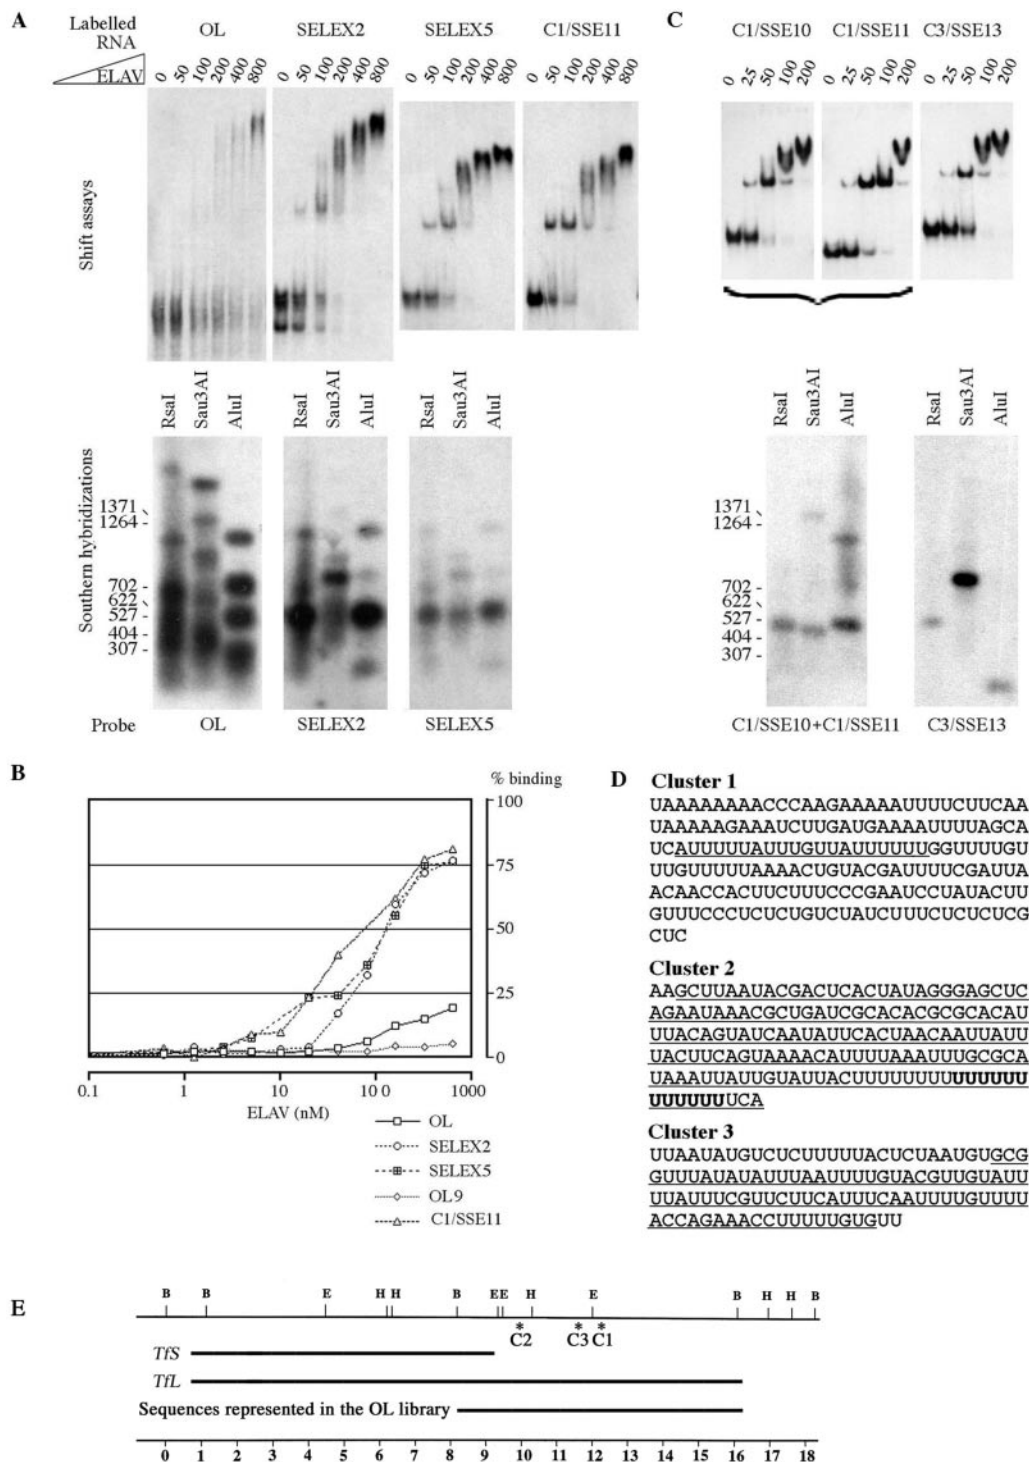 A
Labelled RNA
OL
SELEX2
SELEX5
C1/SSE11
ELAV
0 50 100 200 400 800
0 50 100 200 400 800
0 50 100 200 400 800
0 50 100 200 400 800
Shift assays
RsaI Sau3AI AluI
RsaI Sau3AI AluI
RsaI Sau3AI AluI
Southern hybridizations
1371
1264
702
622
527
404
307
Probe
OL
SELEX2
SELEX5
C
C1/SSE10
C1/SSE11
C3/SSE13
0 25 50 100 200
0 25 50 100 200
0 25 50 100 200
RsaI Sau3AI AluI
RsaI Sau3AI AluI
1371
1264
702
622
527
404
307
C1/SSE10+C1/SSE11
C3/SSE13
B
% binding
100
75
50
25
0
0.1 1 10 100 1000
ELAV (nM)
OL
SELEX2
SELEX5
OL9
C1/SSE11
D
Cluster 1
UAAAAAAAACCCAAGAAAAAUUUUCUUCAA
UAAAAAGAAAUCUUGAUGAAAAUUUUAGCA
UCAUUUUUAUUUGUUAUUUUUUGGUUUUGU
UUGUUUUUAAAACUGUACGAUUUUCGAUUA
ACAACCACUUCUUUCCCGAAUCCUAUACUU
GUUUCCCUCUCUGUCUAUCUUUCUCUCUCG
CUC
Cluster 2
AAGCUUAAUACGACUCACUAUAGGGAGCUC
AGAAUAAACGCUGAUCGCACACGCGCACAU
UUACAGUAUCAAUAUUCACUAACAAUUAUU
UACUUCAGUAAAACAUUUUAAAUUUGCGCA
UAAAUUAUUGUAUUACUUUUUUUUUUUUUU
UUUUUUUCA
Cluster 3
UUAAUAUGUCUCUUUUUACUCUAAUGUGCG
GUUUAUAUAUUUAAUUUUGUACGUUGUAUU
UUAUUUCGUUCUUCAUUUCAAUUUUGUUUU
ACCAGAAACCUUUUUGUGUU
E
B B E H H B E E H E B H H B
* * *
C2 C3 C1
TfS
TfL
Sequences represented in the OL library
0 1 2 3 4 5 6 7 8 9 10 11 12 13 14 15 16 17 18